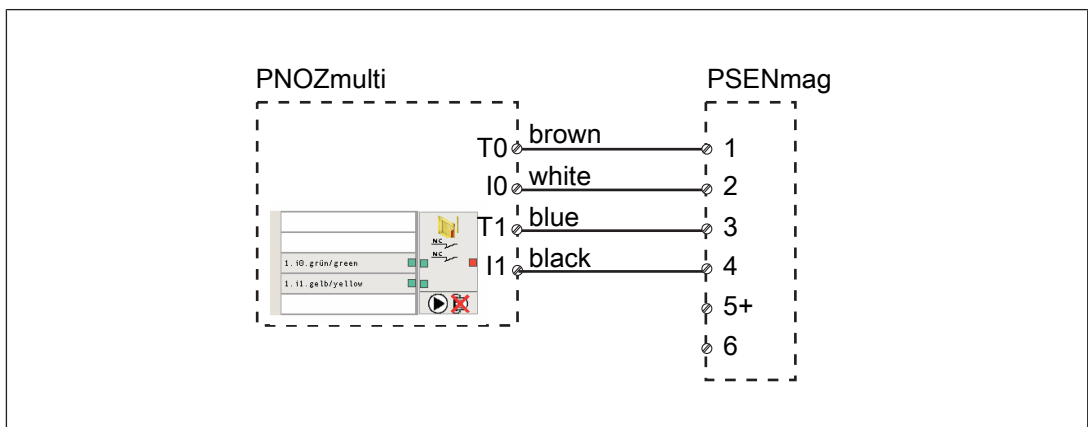 PNOZmulti PSENmag
T0 brown 1
I0 white 2
T1 blue 3
NC
NC
1.i0.grün/green
I1 black 4
1.i1.gelb/yellow
5+
6